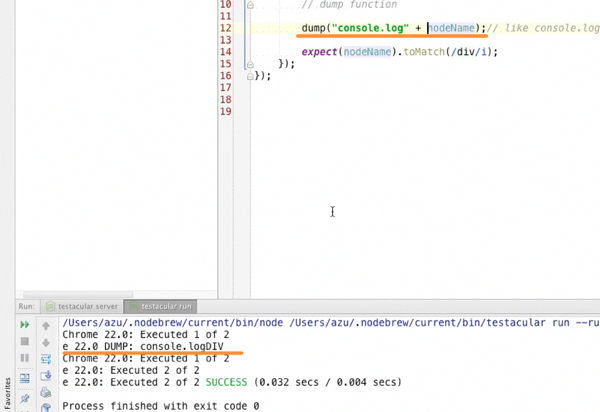 10 // dump function
11
12 dump("console.log" + nodeName);// like console.log
13
14 expect(nodeName).toMatch(/div/i);
15 });
16 });
17
18
19
Run: testacular server testacular run
/Users/azu/.nodebrew/current/bin/node /Users/azu/.nodebrew/current/bin/testacular run --ru
Chrome 22.0: Executed 1 of 2
e 22.0 DUMP: console.logDIV
Chrome 22.0: Executed 1 of 2
e 22.0: Executed 2 of 2
e 22.0: Executed 2 of 2 SUCCESS (0.032 secs / 0.004 secs)
Process finished with exit code 0
Favorites